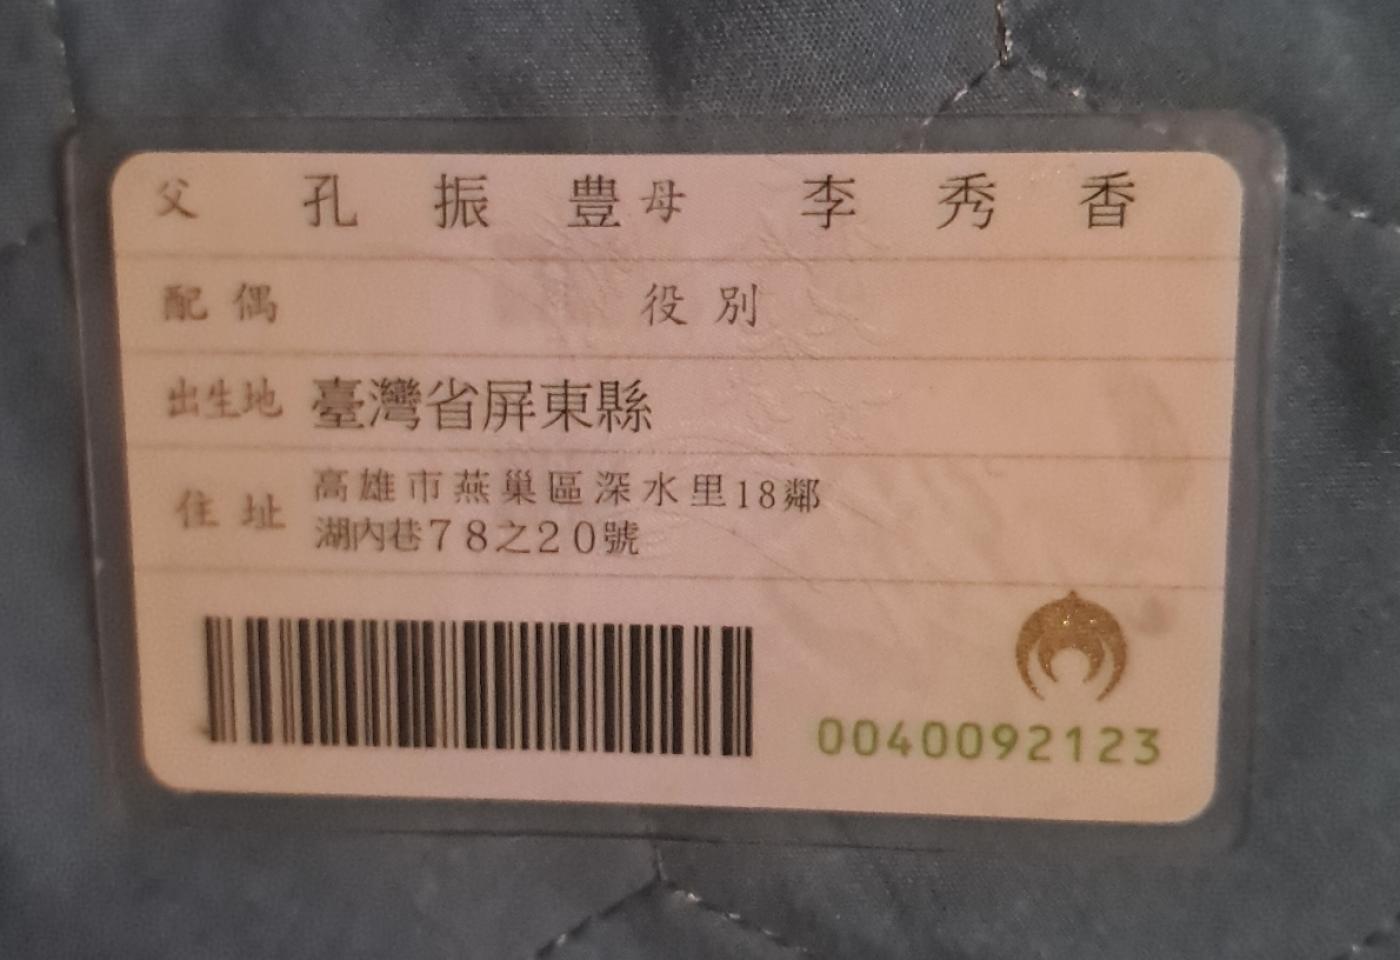 父 孔振豊 母 李秀香
配偶 役別
出生地 臺灣省屏東縣
住址 高雄市燕巢區深水里18鄰
湖內巷78之20號
0040092123